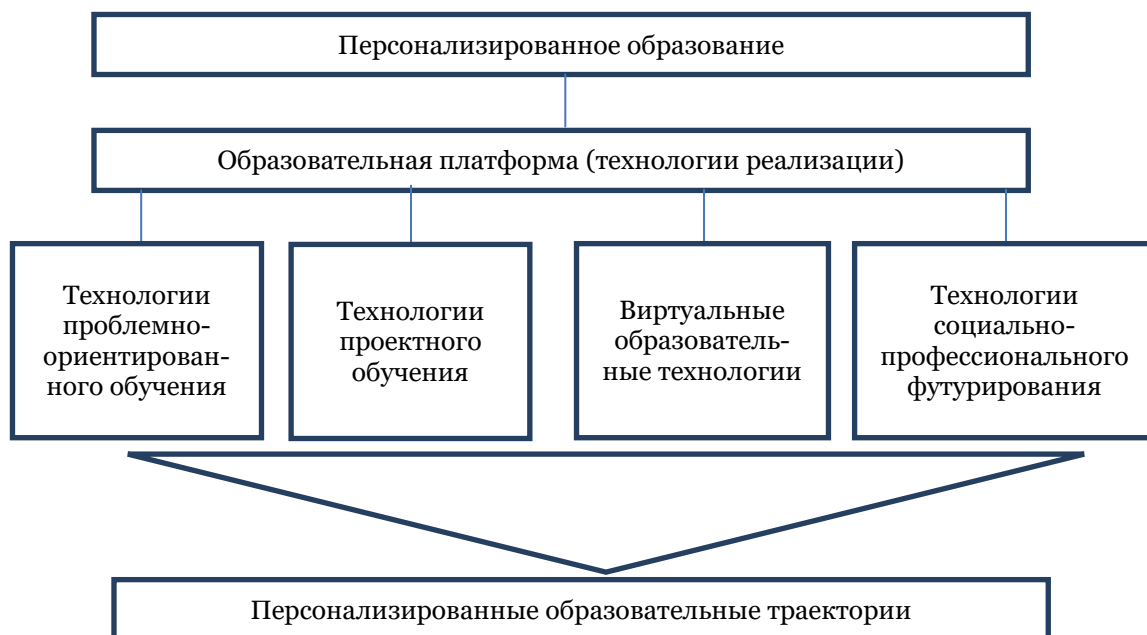 Персонализированное образование
Образовательная платформа (технологии реализации)
Технологии
проблемно-
ориентирован-
ного обучения
Технологии
проектного
обучения
Виртуальные
образователь-
ные технологии
Технологии
социально-
профессионального
футурирования
Персонализированные образовательные траектории